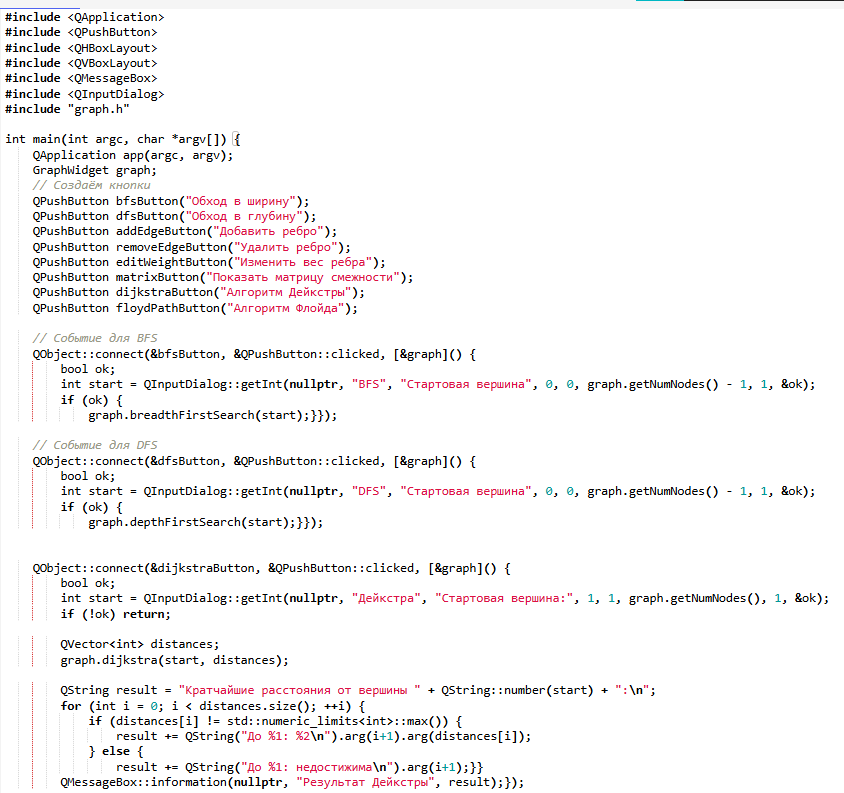 #include <QApplication>
#include <QPushButton>
#include <QHBoxLayout>
#include <QVBoxLayout>
#include <QMessageBox>
#include <QInputDialog>
#include "graph.h"

int main(int argc, char *argv[]) {
    QApplication app(argc, argv);
    GraphWidget graph;
    // Создаём кнопки
    QPushButton bfsButton("Обход в ширину");
    QPushButton dfsButton("Обход в глубину");
    QPushButton addEdgeButton("Добавить ребро");
    QPushButton removeEdgeButton("Удалить ребро");
    QPushButton editWeightButton("Изменить вес ребра");
    QPushButton matrixButton("Показать матрицу смежности");
    QPushButton dijkstraButton("Алгоритм Дейкстры");
    QPushButton floydPathButton("Алгоритм Флойда");

    // Событие для BFS
    QObject::connect(&bfsButton, &QPushButton::clicked, [&graph]() {
        bool ok;
        int start = QInputDialog::getInt(nullptr, "BFS", "Стартовая вершина", 0, 0, graph.getNumNodes() - 1, 1, &ok);
        if (ok) {
            graph.breadthFirstSearch(start);}});

    // Событие для DFS
    QObject::connect(&dfsButton, &QPushButton::clicked, [&graph]() {
        bool ok;
        int start = QInputDialog::getInt(nullptr, "DFS", "Стартовая вершина", 0, 0, graph.getNumNodes() - 1, 1, &ok);
        if (ok) {
            graph.depthFirstSearch(start);}});


    QObject::connect(&dijkstraButton, &QPushButton::clicked, [&graph]() {
        bool ok;
        int start = QInputDialog::getInt(nullptr, "Дейкстра", "Стартовая вершина:", 1, 1, graph.getNumNodes(), 1, &ok);
        if (!ok) return;

        QVector<int> distances;
        graph.dijkstra(start, distances);

        QString result = "Кратчайшие расстояния от вершины " + QString::number(start) + ":\n";
        for (int i = 0; i < distances.size(); ++i) {
            if (distances[i] != std::numeric_limits<int>::max()) {
                result += QString("До %1: %2\n").arg(i+1).arg(distances[i]);
            } else {
                result += QString("До %1: недостижима\n").arg(i+1);}}
        QMessageBox::information(nullptr, "Результат Дейкстры", result);});